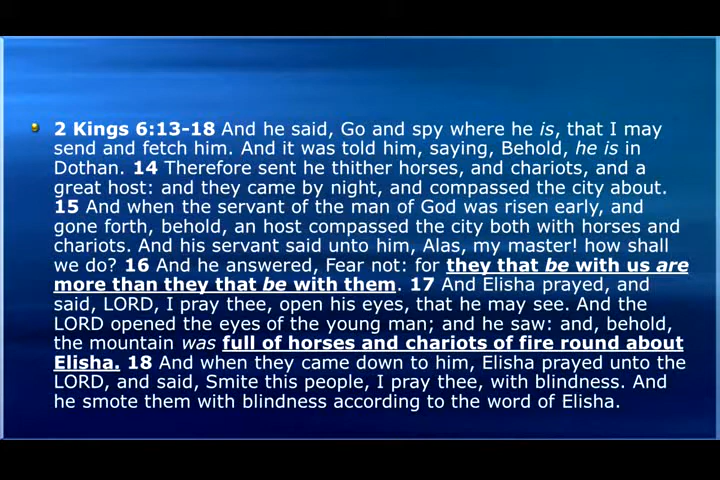 2 Kings 6:13-18 And he said, Go and spy where he is, that I may
send and fetch him. And it was told him, saying, Behold, he is in
Dothan. 14 Therefore sent he thither horses, and chariots, and a
great host: and they came by night, and compassed the city about.
15 And when the servant of the man of God was risen early, and
gone forth, behold, an host compassed the city both with horses and
chariots. And his servant said unto him, Alas, my master! how shall
we do? 16 And he answered, Fear not: for they that be with us are
more than they that be with them. 17 And Elisha prayed, and
said, LORD, I pray thee, open his eyes, that he may see. And the
LORD opened the eyes of the young man; and he saw: and, behold,
the mountain was full of horses and chariots of fire round about
Elisha. 18 And when they came down to him, Elisha prayed unto the
LORD, and said, Smite this people, I pray thee, with blindness. And
he smote them with blindness according to the word of Elisha.